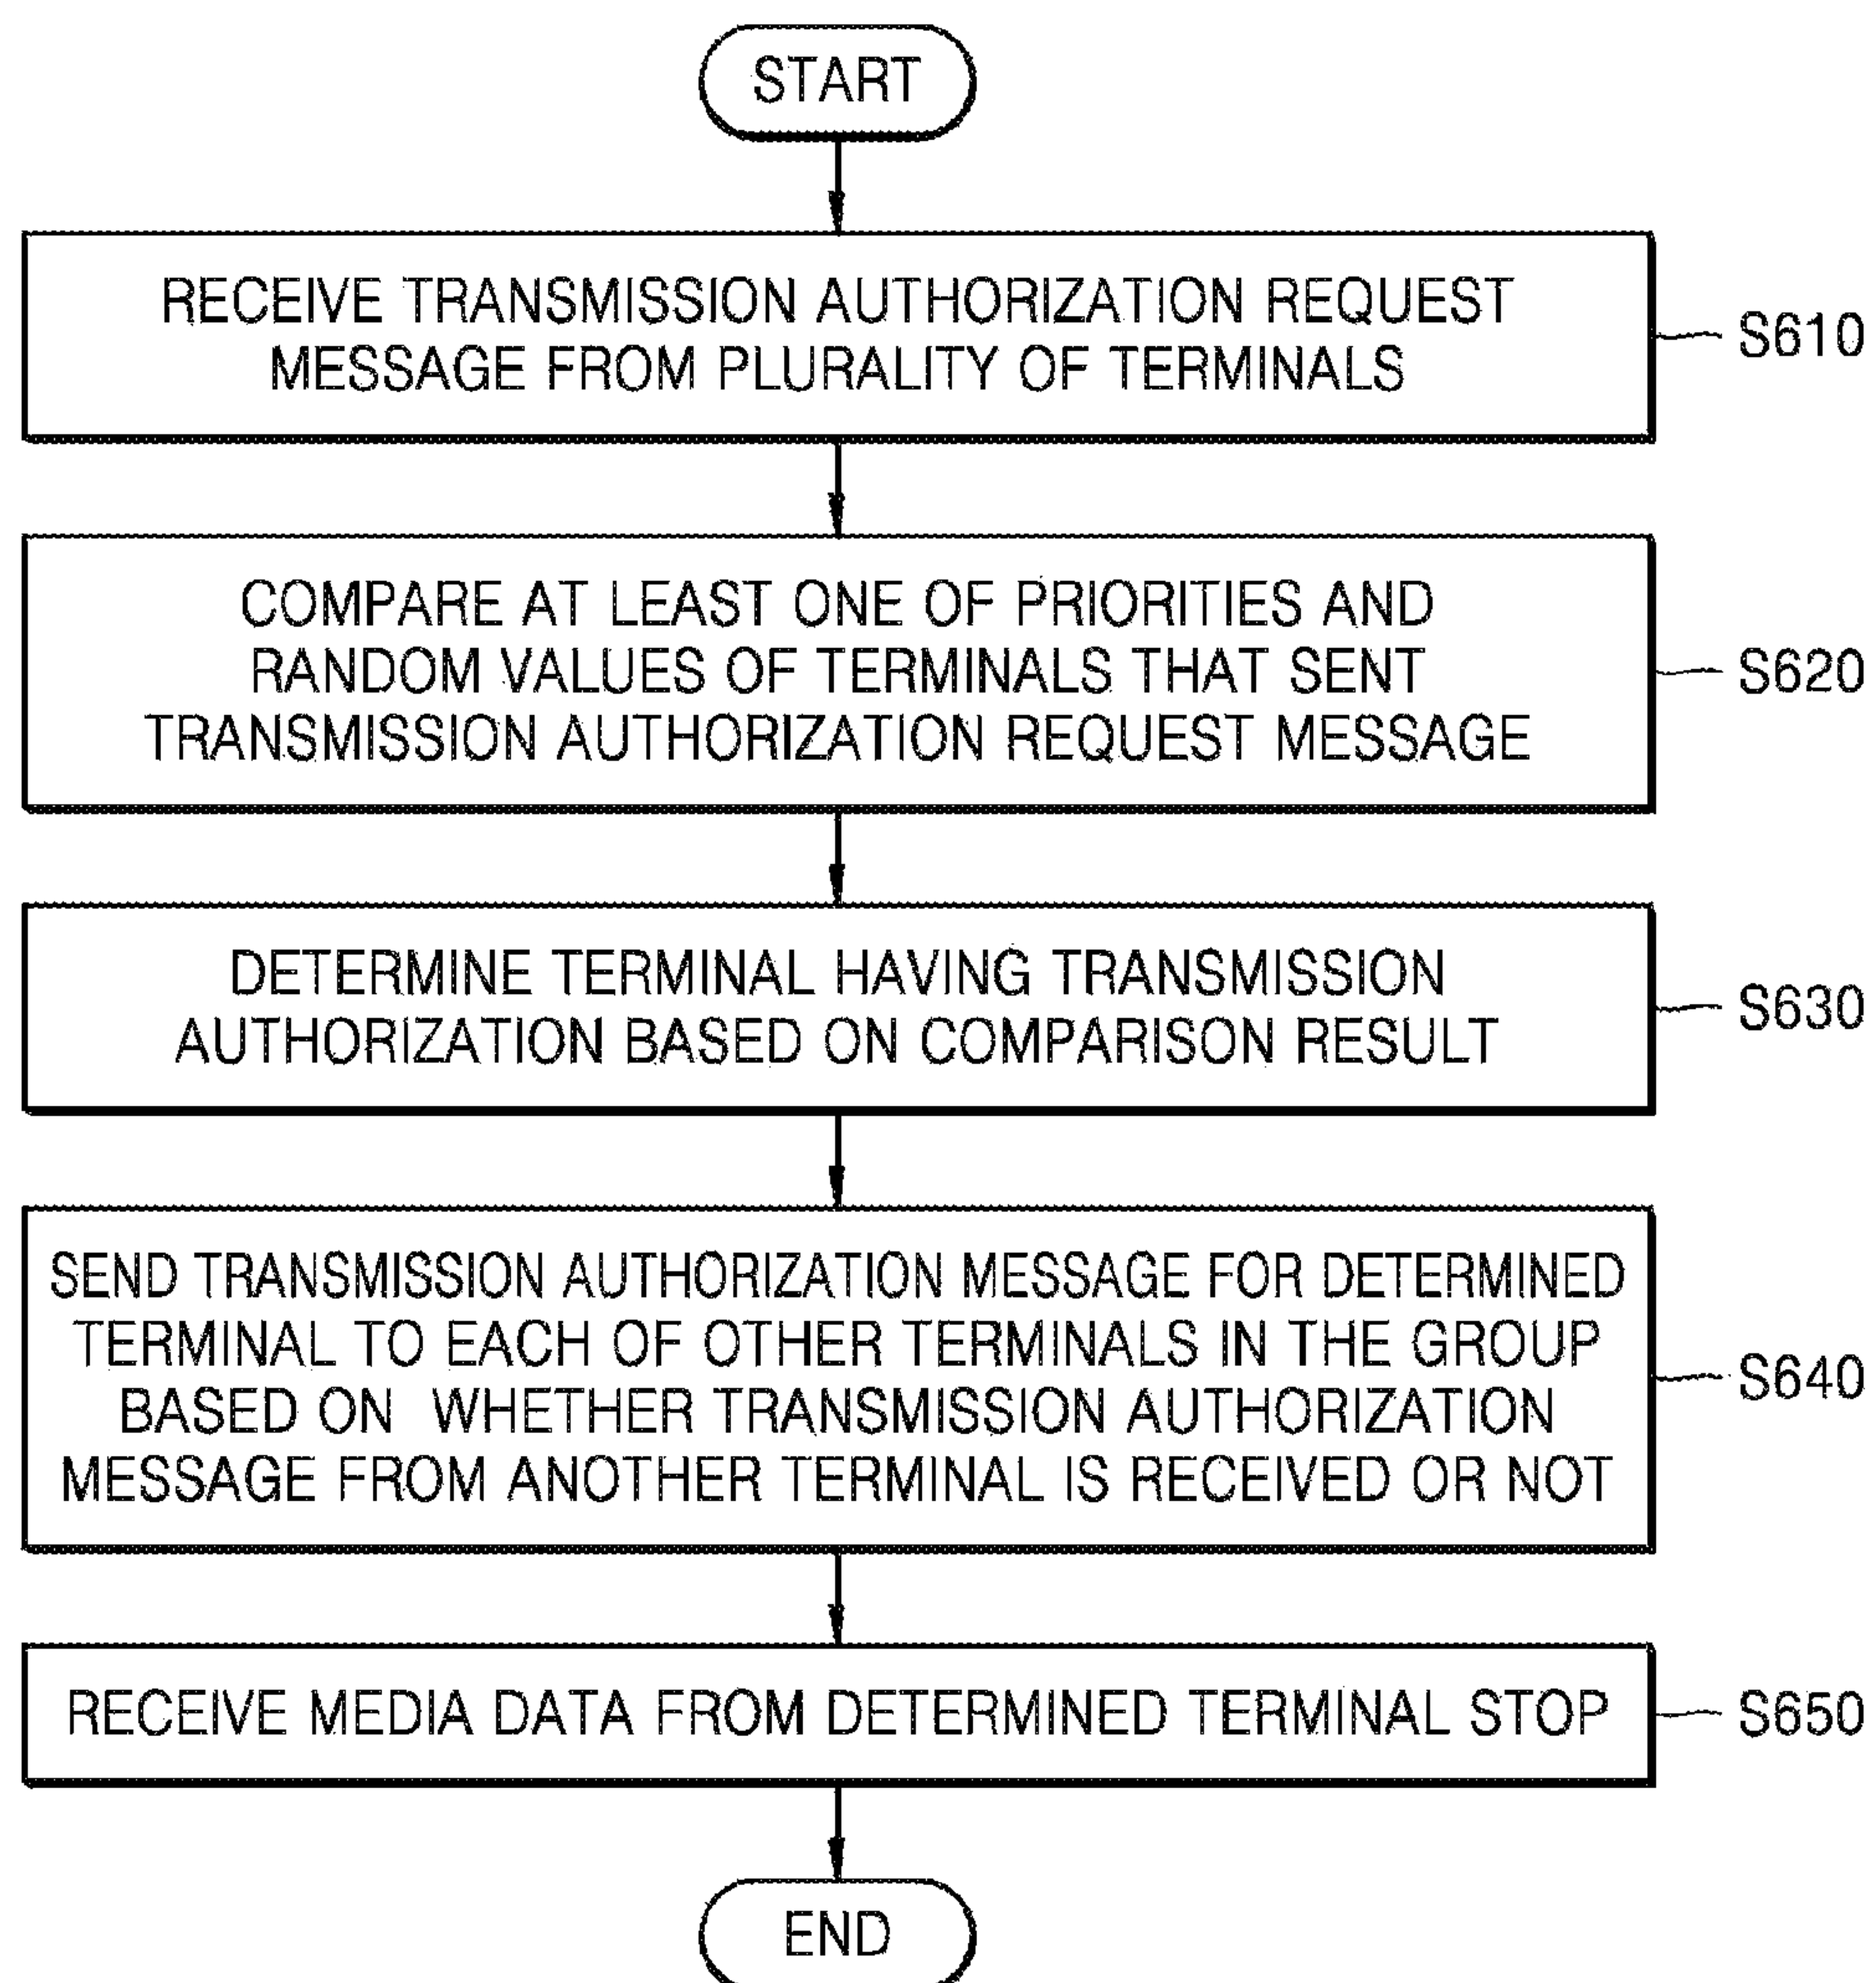 START
RECEIVE TRANSMISSION AUTHORIZATION REQUEST
MESSAGE FROM PLURALITY OF TERMINALS
S610
COMPARE AT LEAST ONE OF PRIORITIES AND
RANDOM VALUES OF TERMINALS THAT SENT
TRANSMISSION AUTHORIZATION REQUEST MESSAGE
S620
DETERMINE TERMINAL HAVING TRANSMISSION
AUTHORIZATION BASED ON COMPARISON RESULT
S630
SEND TRANSMISSION AUTHORIZATION MESSAGE FOR DETERMINED
TERMINAL TO EACH OF OTHER TERMINALS IN THE GROUP
BASED ON WHETHER TRANSMISSION AUTHORIZATION
MESSAGE FROM ANOTHER TERMINAL IS RECEIVED OR NOT
S640
RECEIVE MEDIA DATA FROM DETERMINED TERMINAL STOP
S650
END